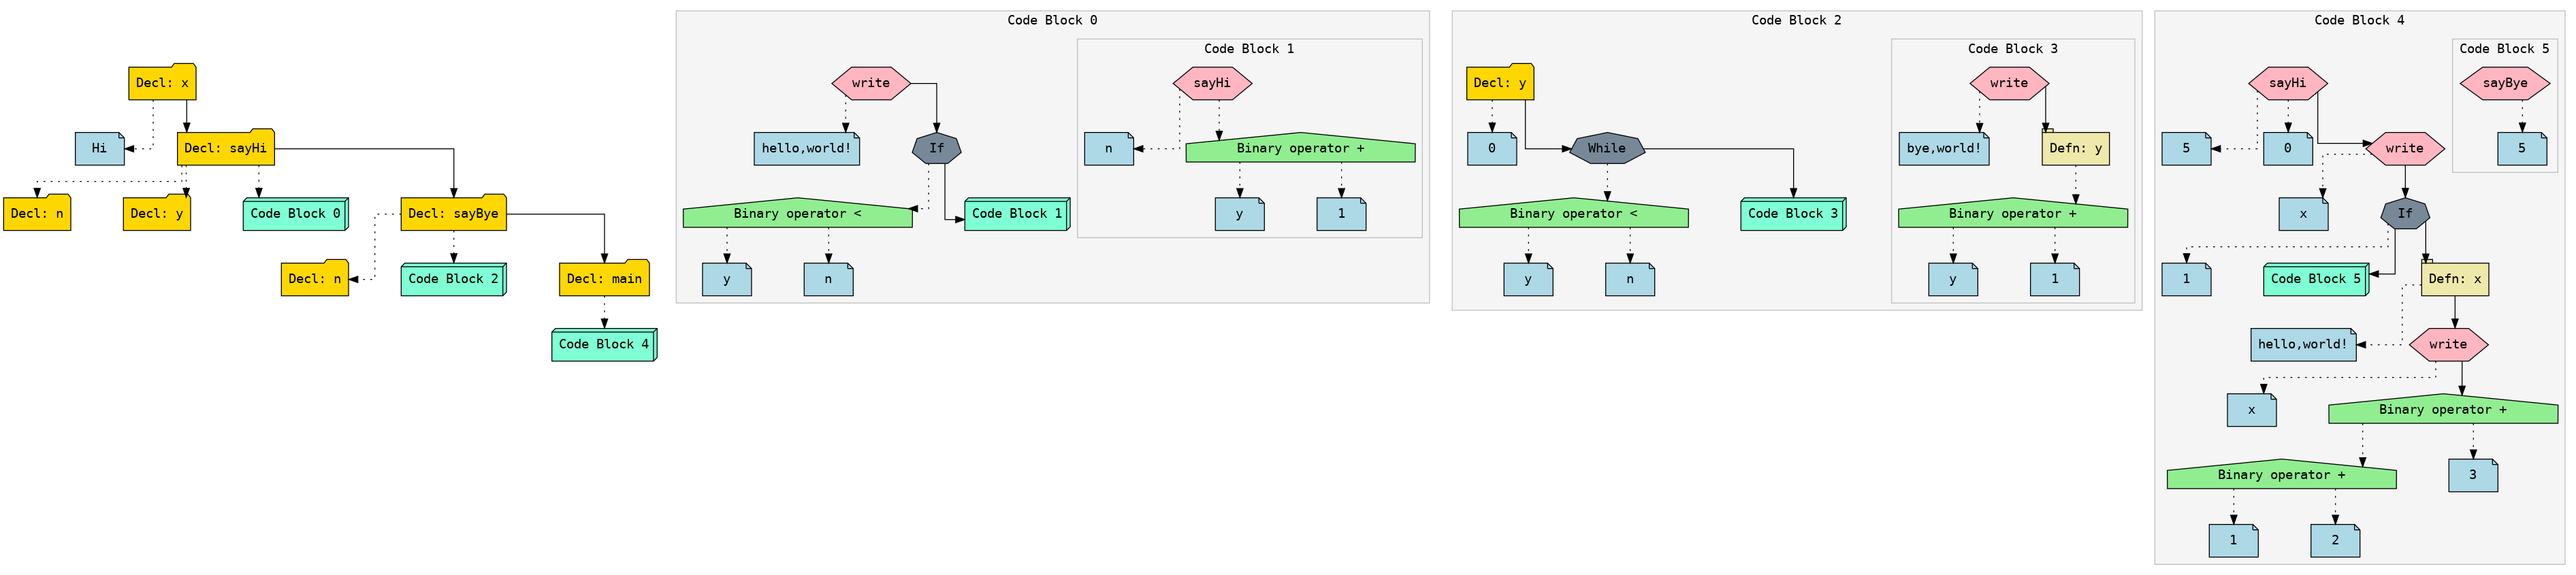 Decl: x
Hi
Decl: sayHi
Decl: n
Decl: y
Code Block 0
Decl: sayBye
Decl: n
Code Block 2
Decl: main
Code Block 4
Code Block 0
write
hello,world!
If
Binary operator <
Code Block 1
y
n
Code Block 1
sayHi
n
Binary operator +
y
1
Code Block 2
Decl: y
0
While
Binary operator <
Code Block 3
y
n
Code Block 3
write
bye,world!
Defn: y
Binary operator +
y
1
Code Block 4
sayHi
5
0
write
x
If
1
Code Block 5
Defn: x
hello,world!
write
x
Binary operator +
Binary operator +
3
1
2
Code Block 5
sayBye
5